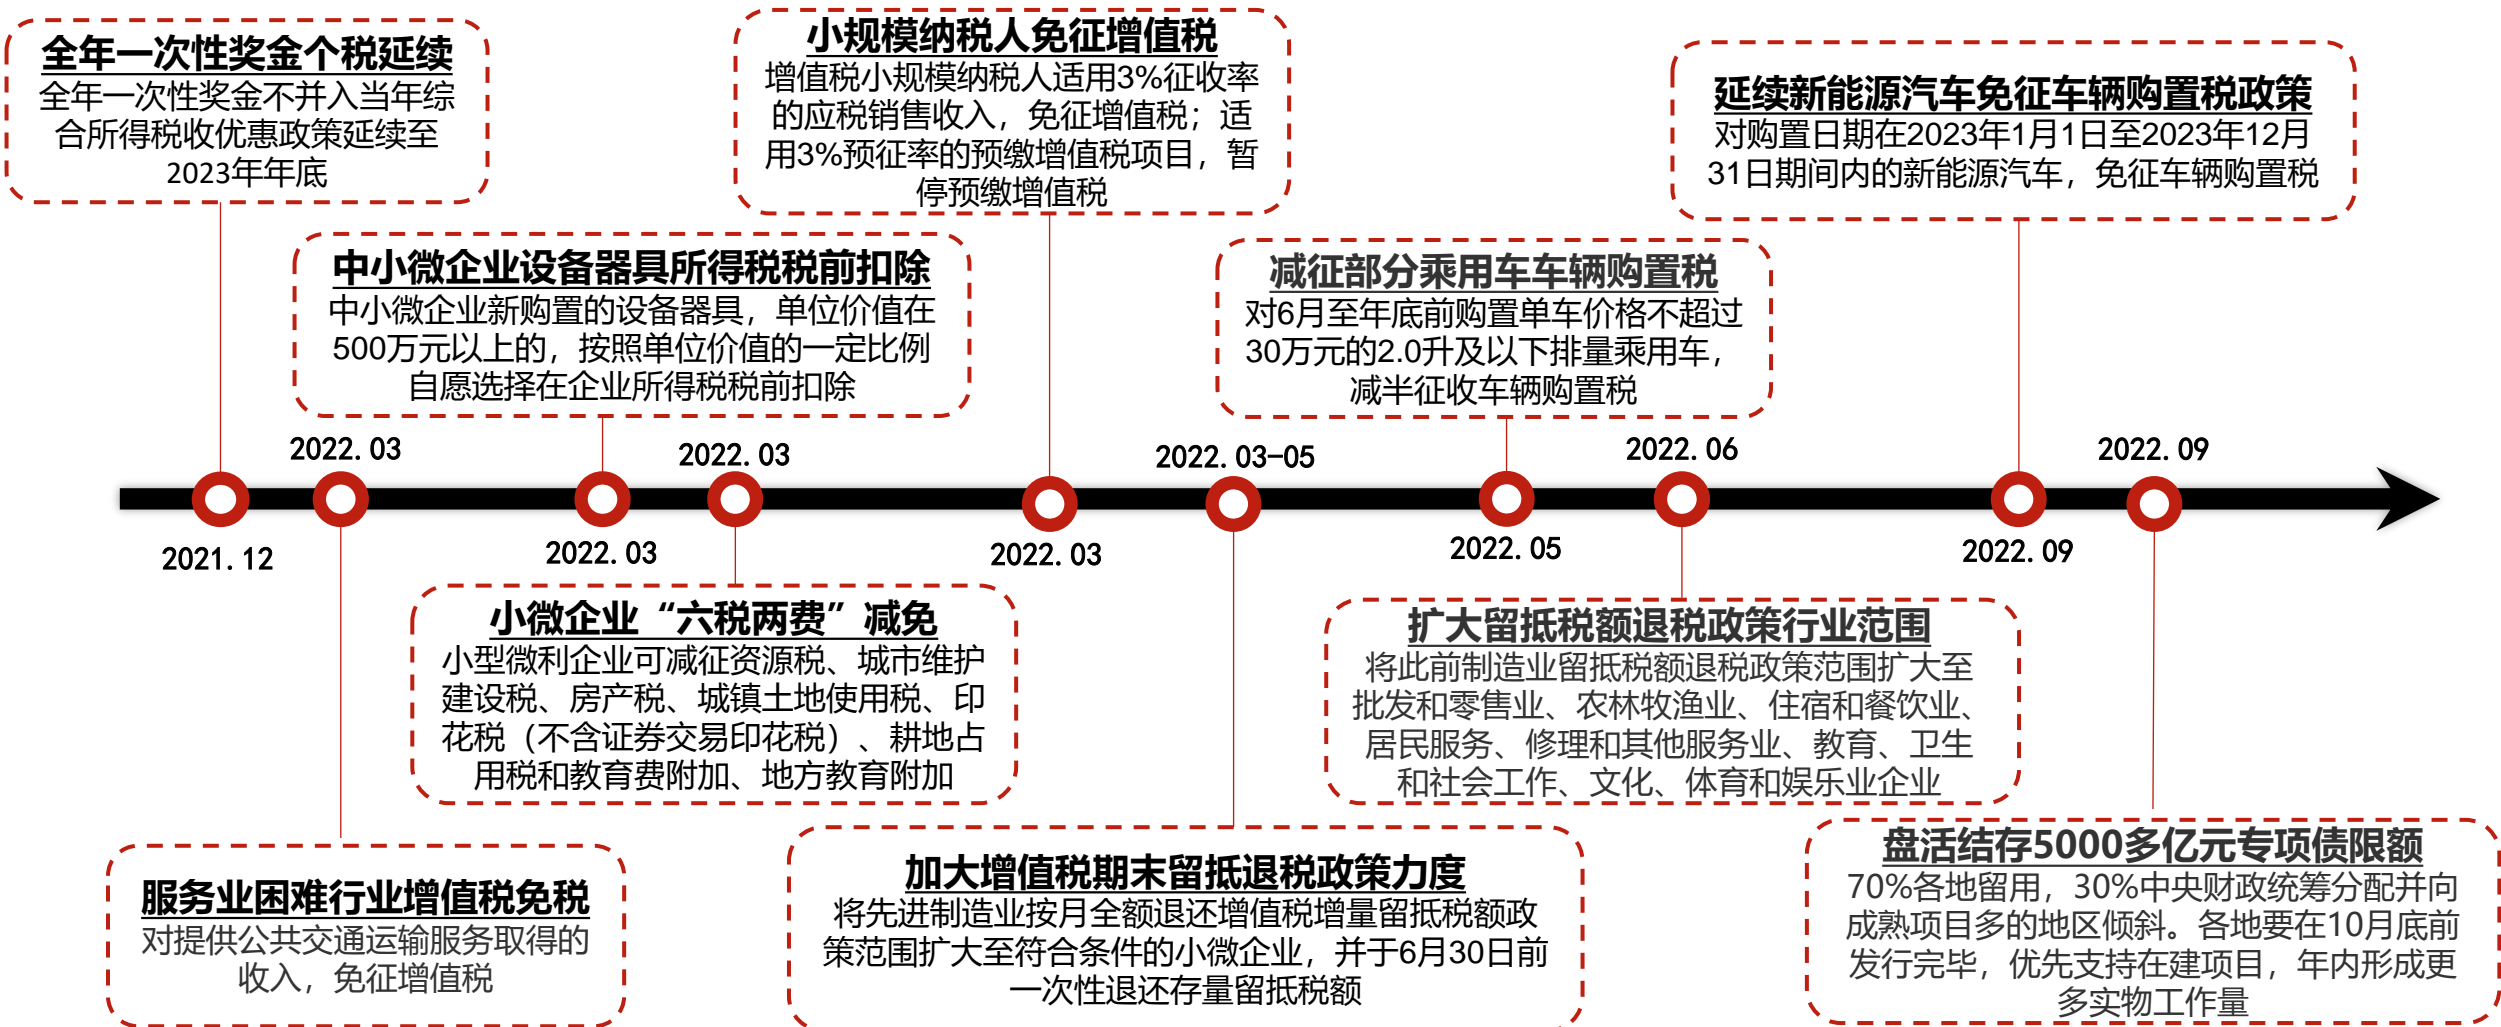 全年一次性奖金个税延续
全年一次性奖金不并入当年综
合所得税收优惠政策延续至
2023年年底
小规模纳税人免征增值税
增值税小规模纳税人适用3%征收率
的应税销售收入，免征增值税；适
用3%预征率的预缴增值税项目，暂
停预缴增值税
延续新能源汽车免征车辆购置税政策
对购置日期在2023年1月1日至2023年12月
31日期间内的新能源汽车，免征车辆购置税
中小微企业设备器具所得税税前扣除
中小微企业新购置的设备器具，单位价值在
500万元以上的，按照单位价值的一定比例
自愿选择在企业所得税税前扣除
减征部分乘用车车辆购置税
对6月至年底前购置单车价格不超过
30万元的2.0升及以下排量乘用车，
减半征收车辆购置税
2022.03
2022.03
2022.03-05
2022.06
2022.09
2021.12
2022.03
2022.03
2022.05
2022.09
小微企业“六税两费”减免
小型微利企业可减征资源税、城市维护
建设税、房产税、城镇土地使用税、印
花税（不含证券交易印花税）、耕地占
用税和教育费附加、地方教育附加
扩大留抵税额退税政策行业范围
将此前制造业留抵税额退税政策范围扩大至
批发和零售业、农林牧渔业、住宿和餐饮业、
居民服务、修理和其他服务业、教育、卫生
和社会工作、文化、体育和娱乐业企业
服务业困难行业增值税免税
对提供公共交通运输服务取得的
收入，免征增值税
加大增值税期末留抵退税政策力度
将先进制造业按月全额退还增值税增量留抵税额政
策范围扩大至符合条件的小微企业，并于6月30日前
一次性退还存量留抵税额
盘活结存5000多亿元专项债限额
70%各地留用，30%中央财政统筹分配并向
成熟项目多的地区倾斜。各地要在10月底前
发行完毕，优先支持在建项目，年内形成更
多实物工作量